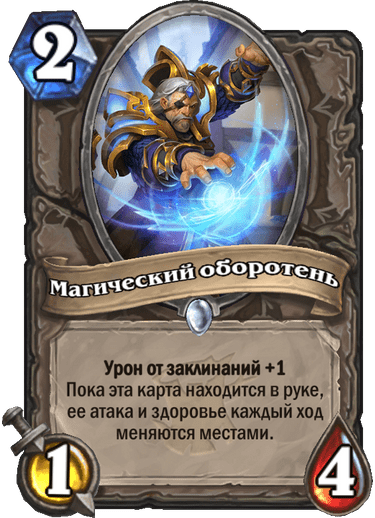 2
Магический оборотень
Урон от заклинаний +1
Пока эта карта находится в руке,
ее атака и здоровье каждый ход
меняются местами.
1
4